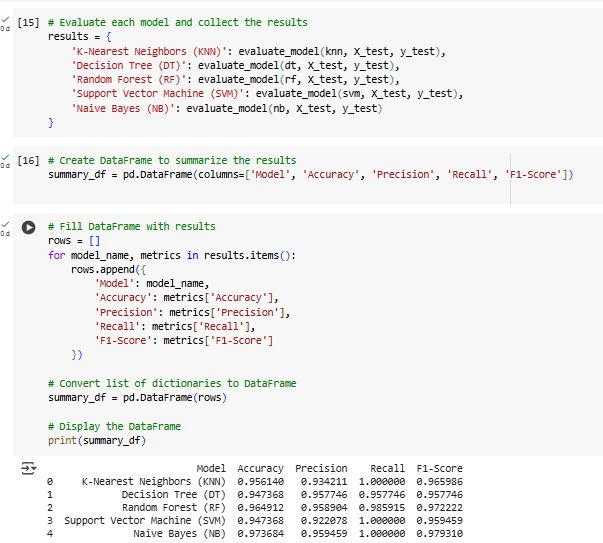 [15] # Evaluate each model and collect the results
results = {
'K-Nearest Neighbors (KNN)': evaluate_model(knn, X_test, y_test),
'Decision Tree (DT)': evaluate_model(dt, X_test, y_test),
'Random Forest (RF)': evaluate_model(rf, X_test, y_test),
'Support Vector Machine (SVM)': evaluate_model(svm, X_test, y_test),
'Naive Bayes (NB)': evaluate_model(nb, X_test, y_test)
}
0 d
[16] # Create DataFrame to summarize the results
0 d
summary_df = pd.DataFrame(columns=['Model', 'Accuracy', 'Precision', 'Recall', 'F1-Score'])
# Fill DataFrame with results
0 d
rows = []
for model_name, metrics in results.items():
rows.append({
'Model': model_name,
'Accuracy': metrics['Accuracy'],
'Precision': metrics['Precision'],
'Recall': metrics['Recall'],
'F1-Score': metrics['F1-Score']
})
# Convert list of dictionaries to DataFrame
summary_df = pd.DataFrame(rows)
# Display the DataFrame
print(summary_df)
Model Accuracy Precision Recall F1-Score
0 K-Nearest Neighbors (KNN) 0.956140 0.934211 1.000000 0.965986
1 Decision Tree (DT) 0.947368 0.957746 0.957746 0.957746
2 Random Forest (RF) 0.964912 0.958904 0.985915 0.972222
3 Support Vector Machine (SVM) 0.947368 0.922078 1.000000 0.959459
4 Naive Bayes (NB) 0.973684 0.959459 1.000000 0.979310